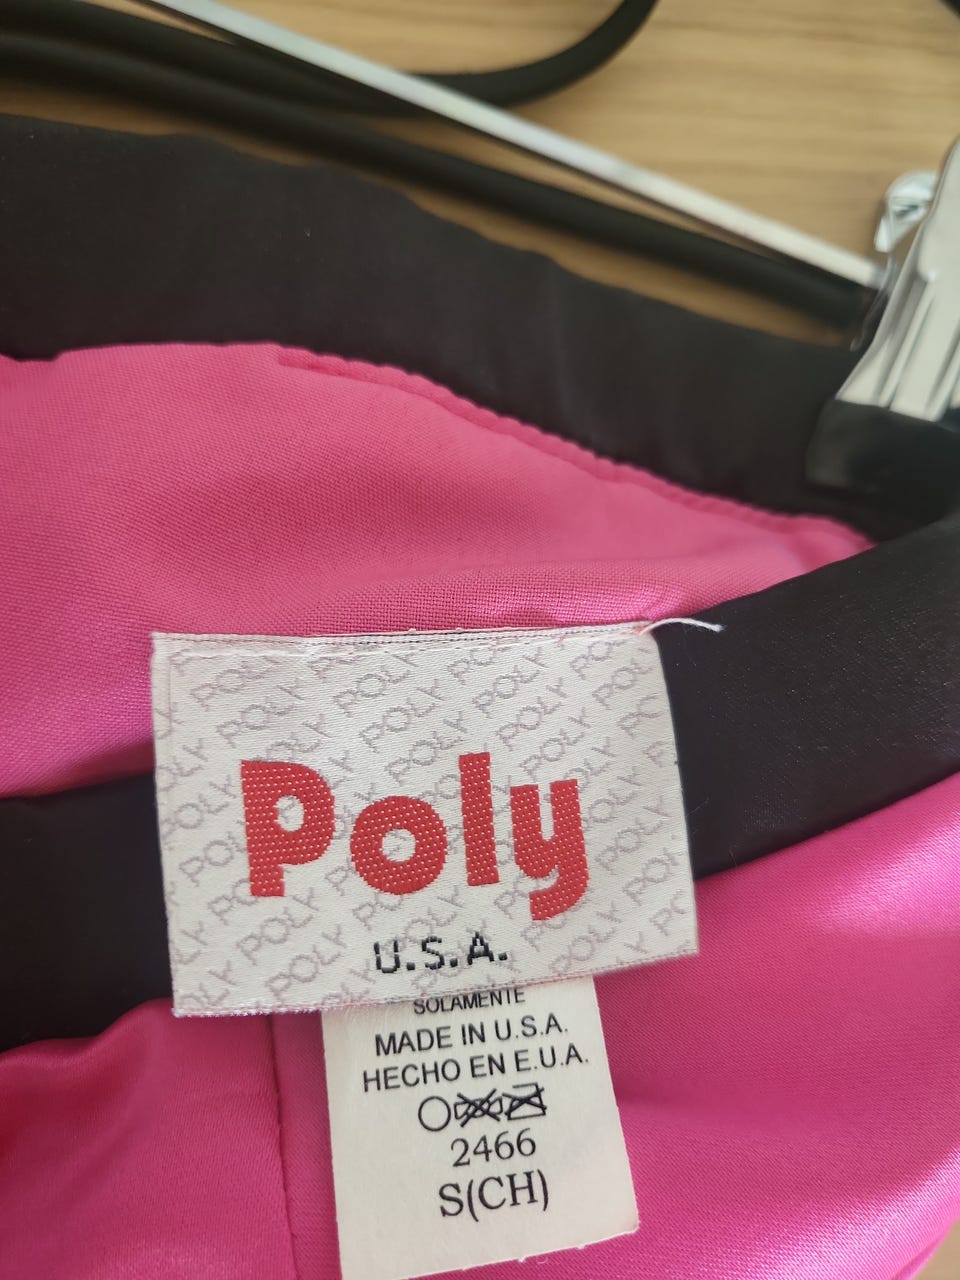 Poly
U.S.A.
SOLAMENTE
MADE IN U.S.A.
HECHO EN E.U.A.
2466
S(CH)